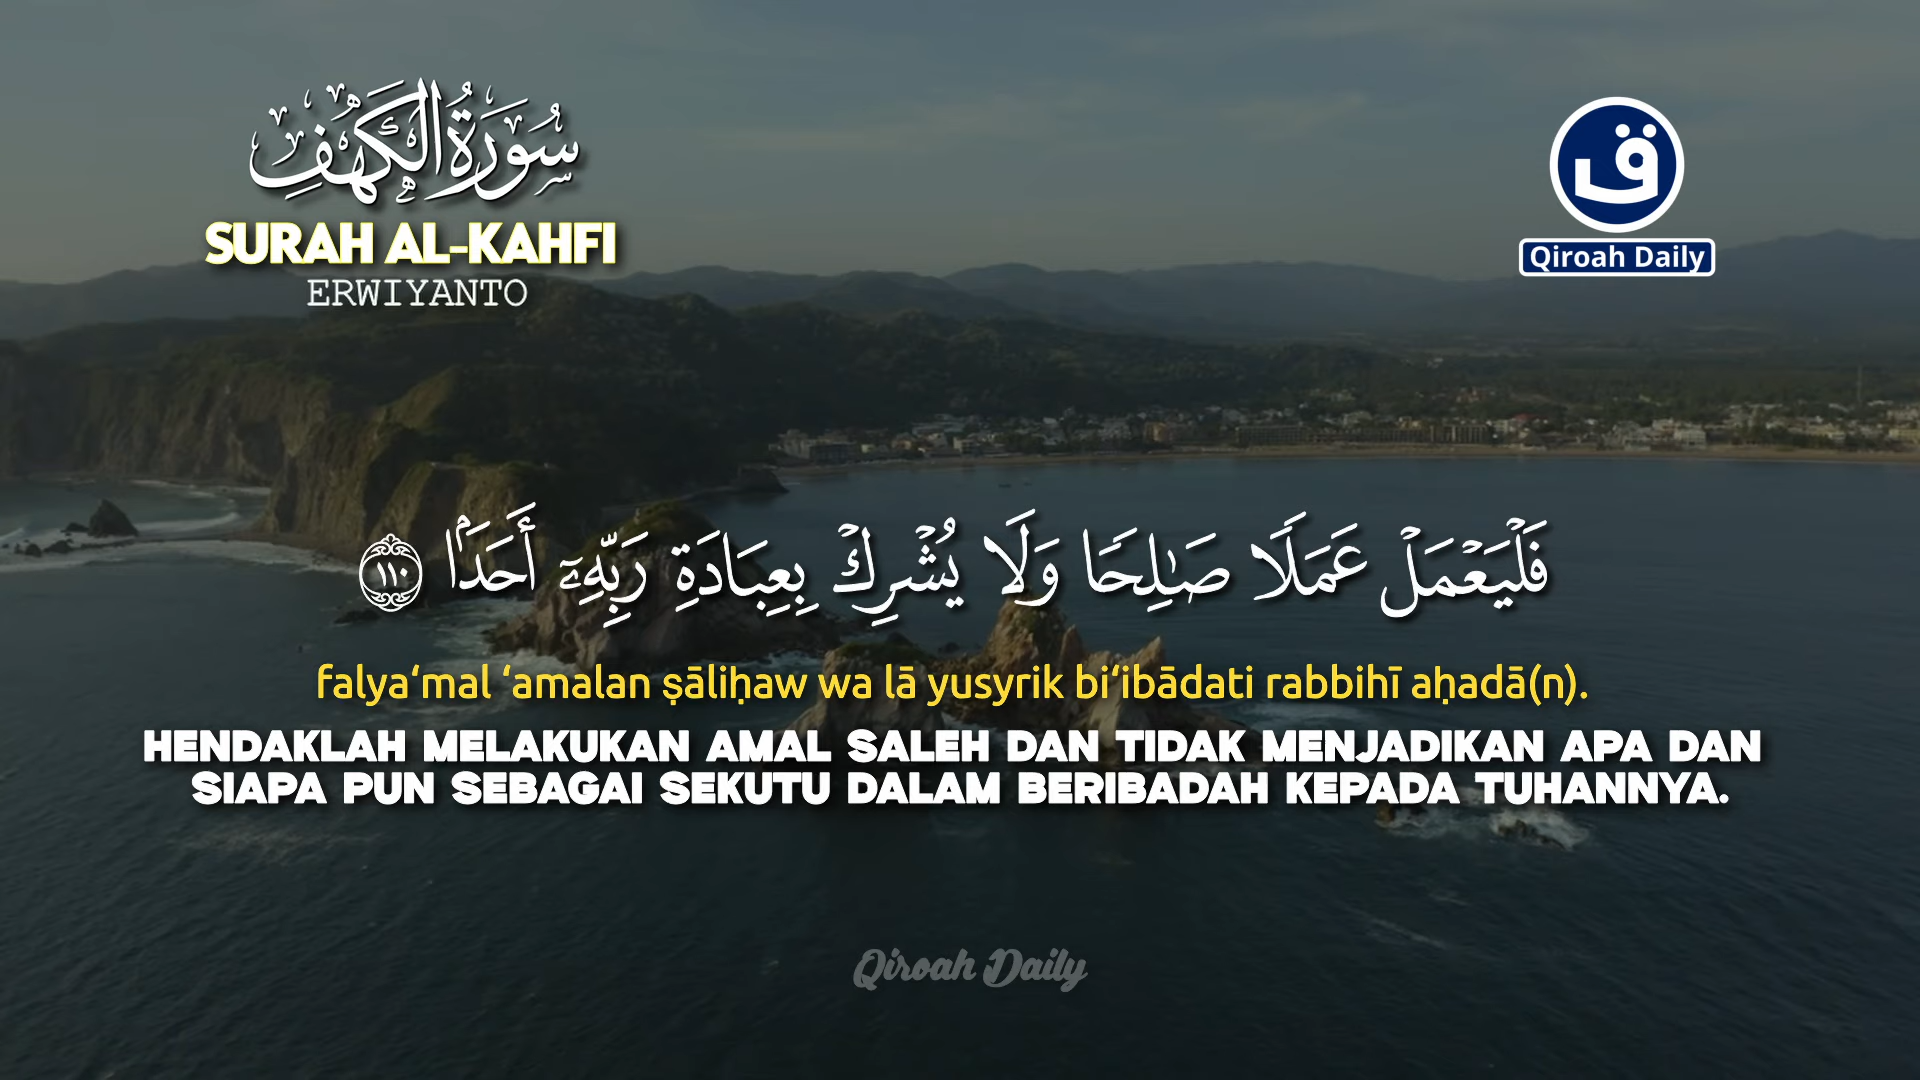 سُورَةُ الْكَهْفِ
SURAH AL-KAHFI
ERWIYANTO
ق
Qiroah Daily
فَلْيَعْمَلْ عَمَلًا صَٰلِحًا وَلَا يُشْرِكْ بِعِبَادَةِ رَبِّهِۦٓ أَحَدًۢا ١١٠
falya‘mal ‘amalan ṣāliḥaw wa lā yusyrik bi‘ibādati rabbihī aḥadā(n).
HENDAKLAH MELAKUKAN AMAL SALEH DAN TIDAK MENJADIKAN APA DAN
SIAPA PUN SEBAGAI SEKUTU DALAM BERIBADAH KEPADA TUHANNYA.
Qiroah Daily